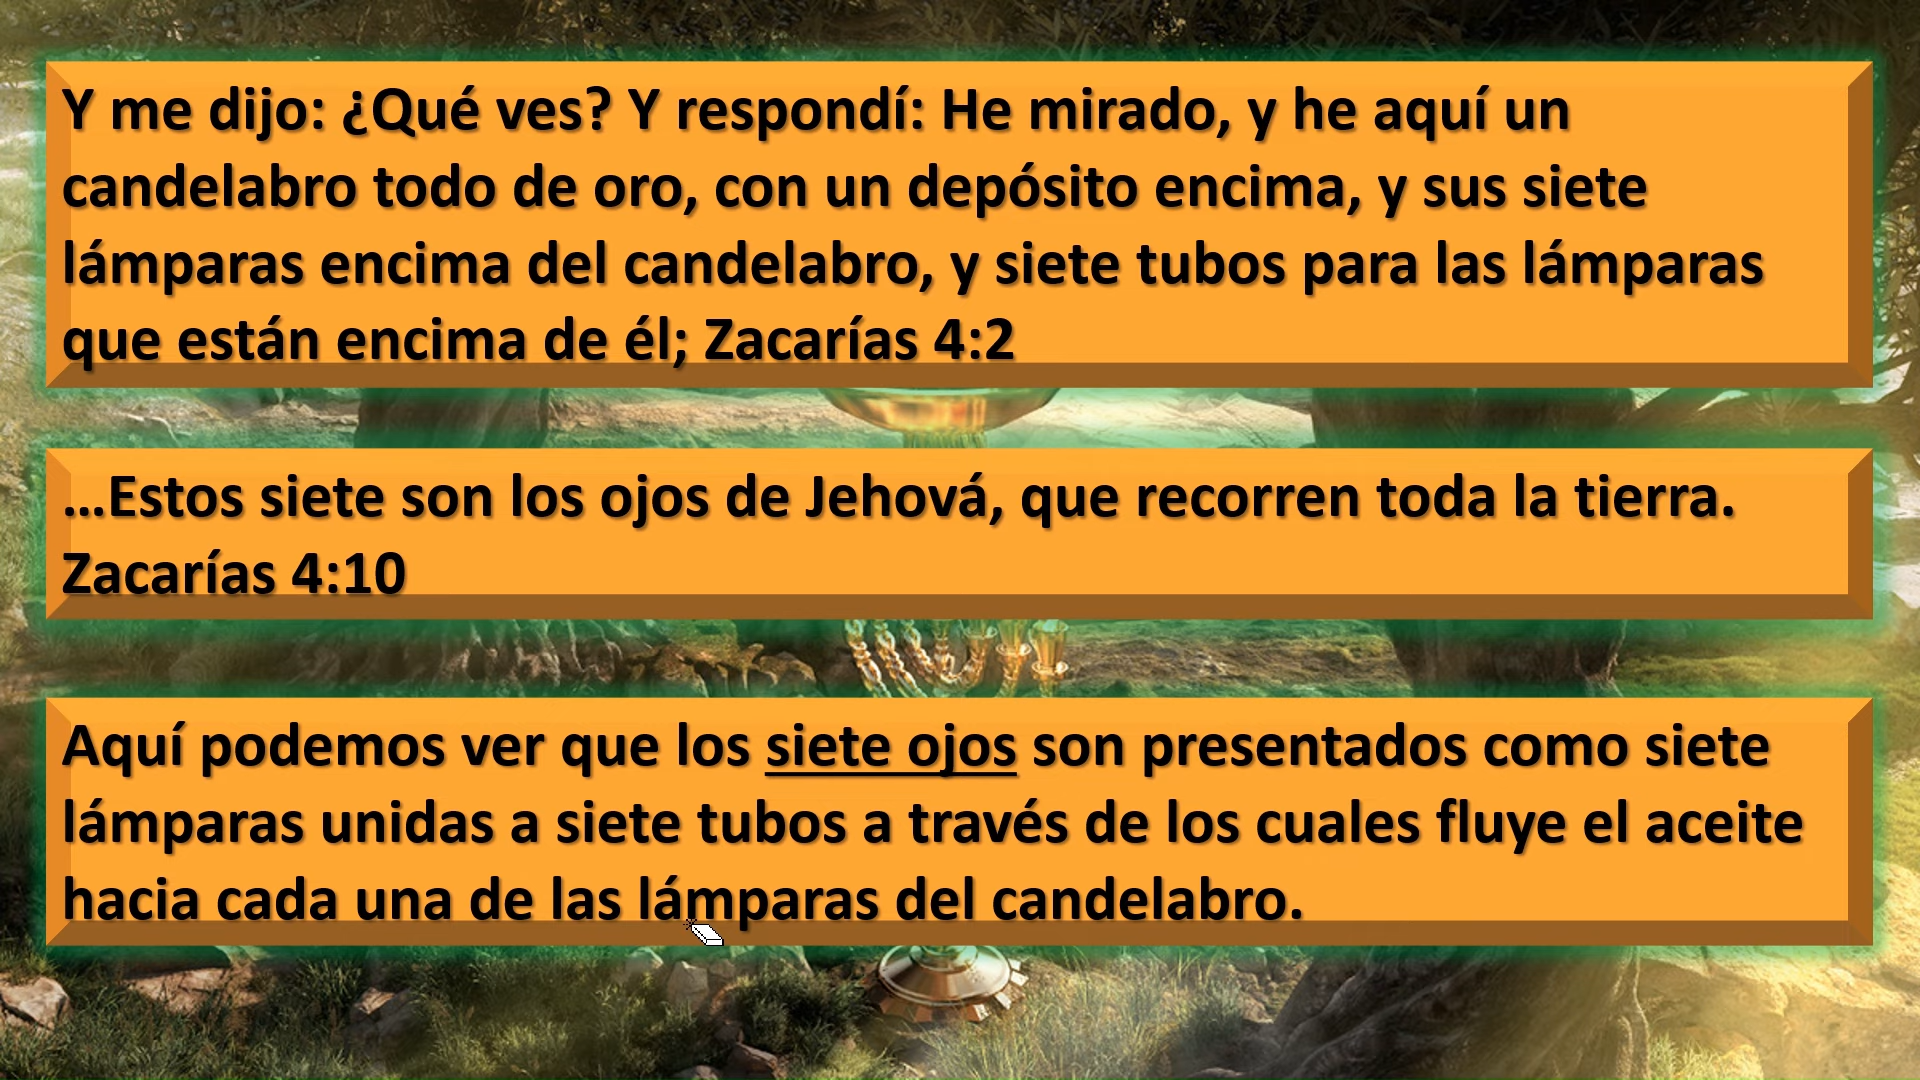 Y me dijo: ¿Qué ves? Y respondí: He mirado, y he aquí un
candelabro todo de oro, con un depósito encima, y sus siete
lámparas encima del candelabro, y siete tubos para las lámparas
que están encima de él; Zacarías 4:2
…Estos siete son los ojos de Jehová, que recorren toda la tierra.
Zacarías 4:10
Aquí podemos ver que los siete ojos son presentados como siete
lámparas unidas a siete tubos a través de los cuales fluye el aceite
hacia cada una de las lámparas del candelabro.